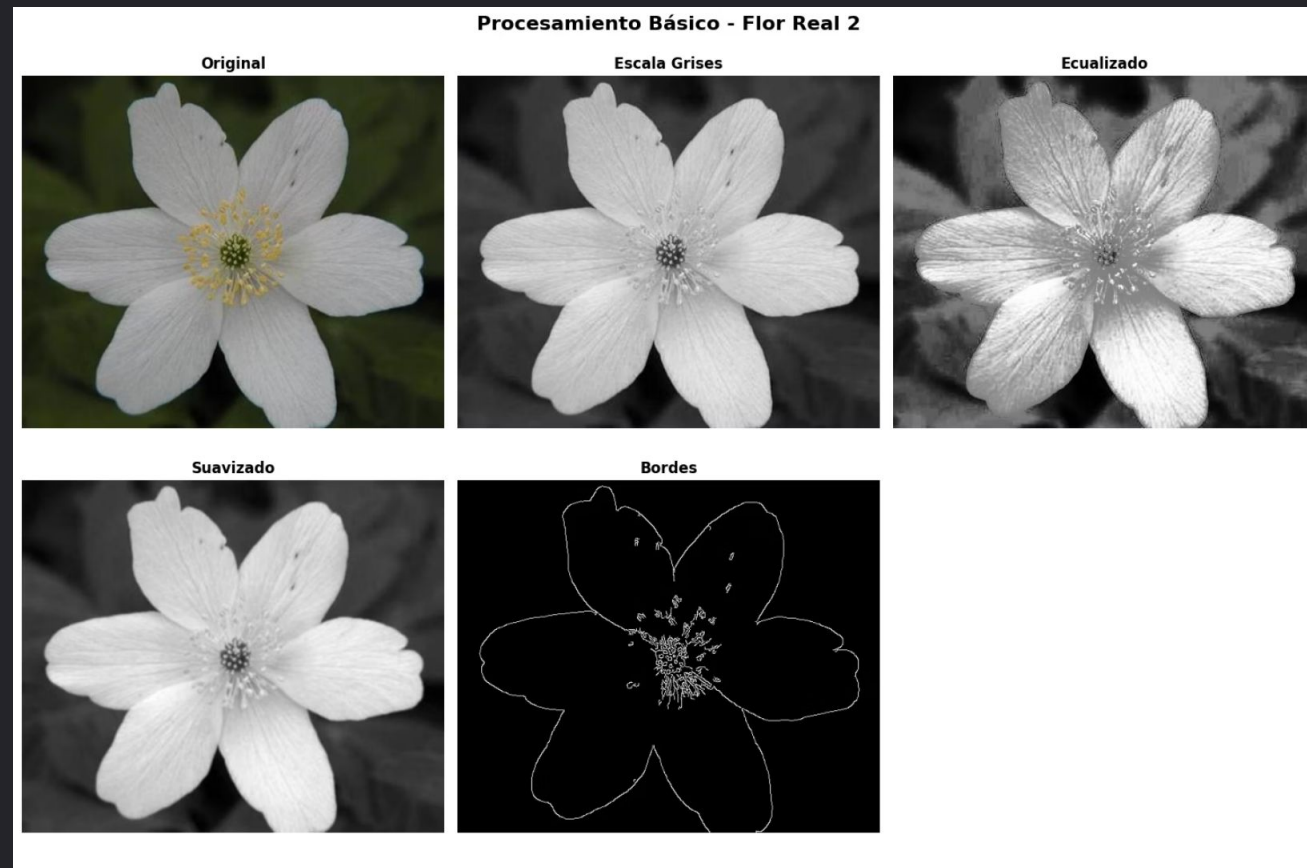 Procesamiento Básico - Flor Real 2
Original
Escala Grises
Ecualizado
Suavizado
Bordes